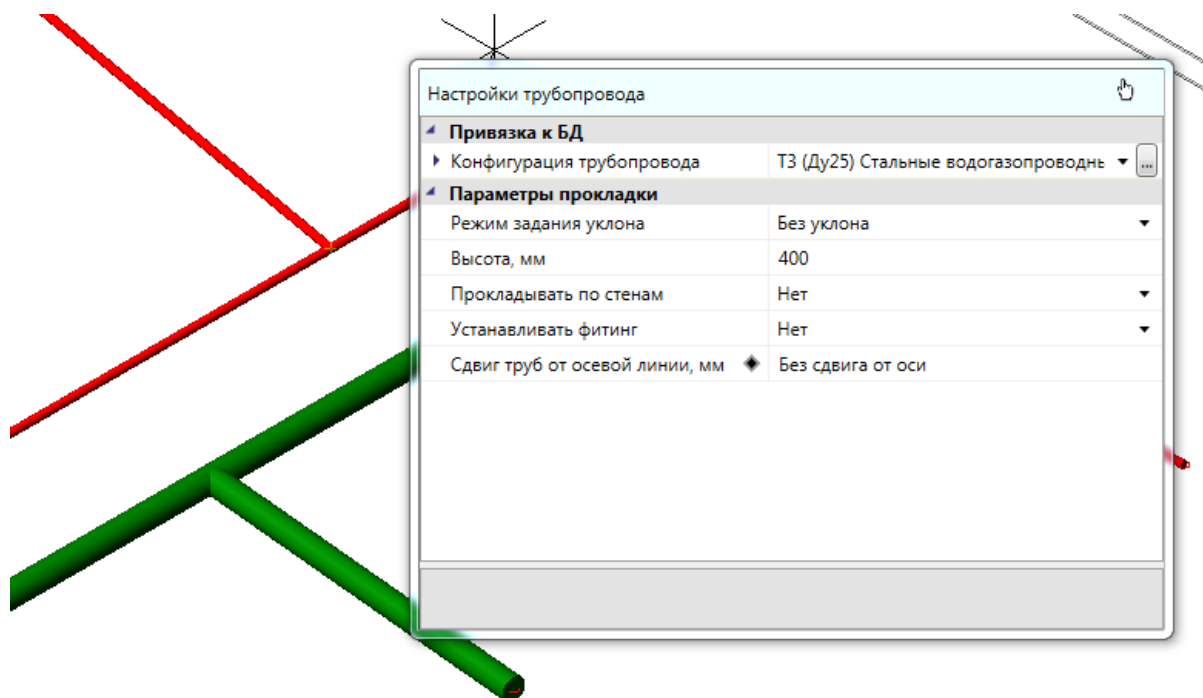 Настройки трубопровода
Привязка к БД
Конфигурация трубопровода Т3 (Ду25) Стальные водогазопроводнь ...
Параметры прокладки
Режим задания уклона Без уклона
Высота, мм 400
Прокладывать по стенам Нет
Устанавливать фитинг Нет
Сдвиг труб от осевой линии, мм Без сдвига от оси